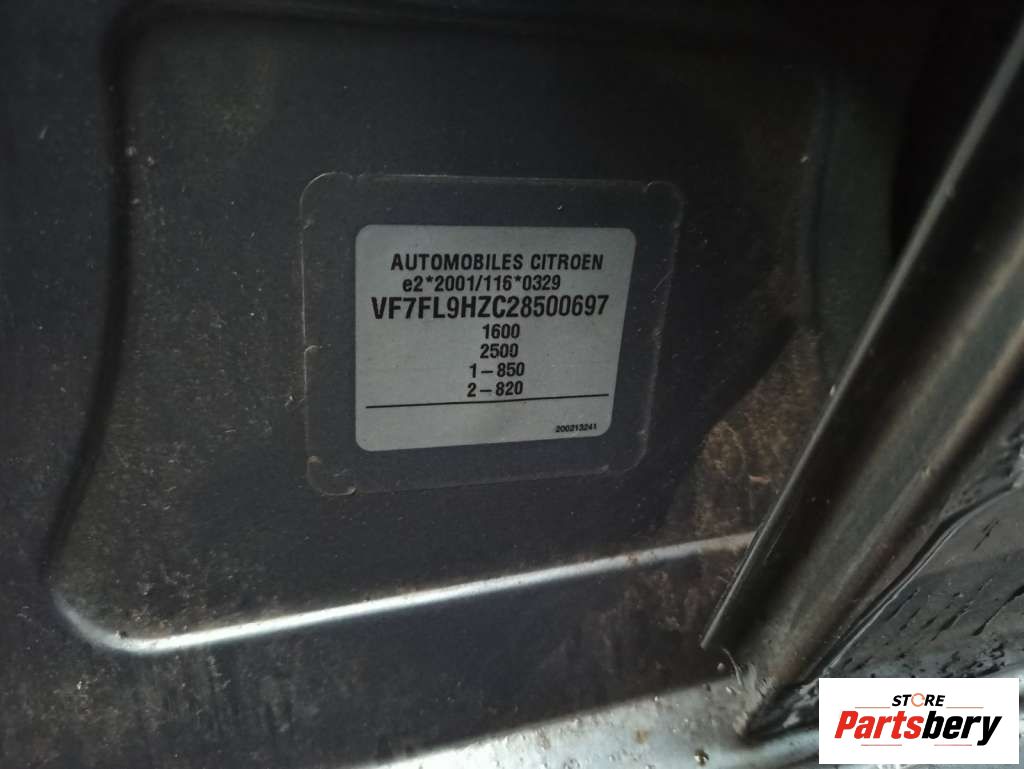 AUTOMOBILES CITROEN
e2*2001/116*0329
VF7FL9HZC28500697
1600
2500
1-850
2-820
200213241
STORE
Partsbery